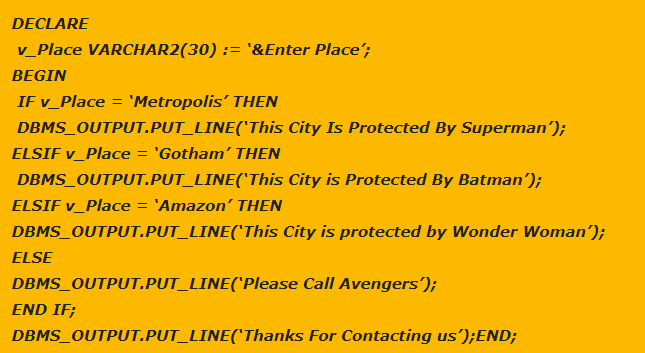 DECLARE
v_Place VARCHAR2(30) := ‘&Enter Place’;
BEGIN
IF v_Place = ‘Metropolis’ THEN
DBMS_OUTPUT.PUT_LINE(‘This City Is Protected By Superman’);
ELSIF v_Place = ‘Gotham’ THEN
DBMS_OUTPUT.PUT_LINE(‘This City is Protected By Batman’);
ELSIF v_Place = ‘Amazon’ THEN
DBMS_OUTPUT.PUT_LINE(‘This City is protected by Wonder Woman’);
ELSE
DBMS_OUTPUT.PUT_LINE(‘Please Call Avengers’);
END IF;
DBMS_OUTPUT.PUT_LINE(‘Thanks For Contacting us’);END;